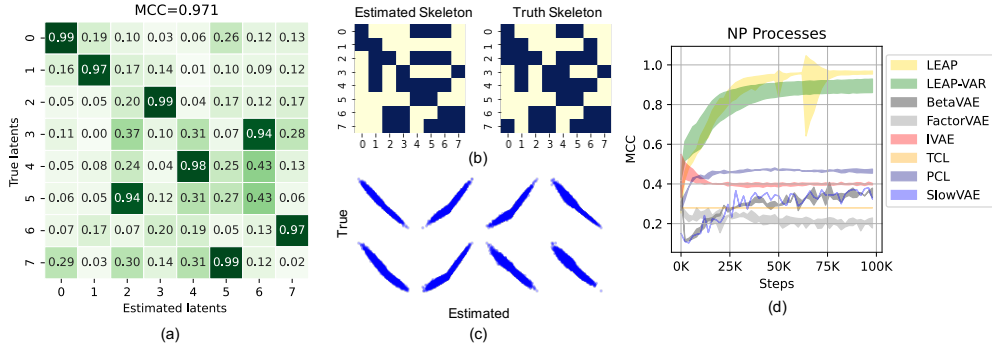 MCC=0.971
True latents
0 0.99 0.19 0.10 0.03 0.06 0.26 0.12 0.13
1 0.16 0.97 0.17 0.14 0.01 0.10 0.09 0.12
2 0.05 0.05 0.20 0.99 0.04 0.17 0.12 0.17
3 0.11 0.00 0.37 0.10 0.31 0.07 0.94 0.28
4 0.05 0.08 0.24 0.04 0.98 0.25 0.43 0.13
5 0.05 0.19 0.94 0.12 0.31 0.27 0.43 0.06
6 0.07 0.17 0.07 0.20 0.19 0.05 0.13 0.97
7 0.29 0.03 0.30 0.14 0.31 0.99 0.12 0.02
0 1 2 3 4 5 6 7
Estimated latents
(a)
Estimated Skeleton
0
1
2
3
4
5
6
7
0 1 2 3 4 5 6 7
Truth Skeleton
0
1
2
3
4
5
6
7
0 1 2 3 4 5 6 7
(b)
True
Estimated
(c)
NP Processes
MCC
1.0
0.8
0.6
0.4
0.2
0K 25K 50K 75K 100K
Steps
LEAP
LEAP-VAR
BetaVAE
FactorVAE
IVAE
TCL
PCL
SlowVAE
(d)